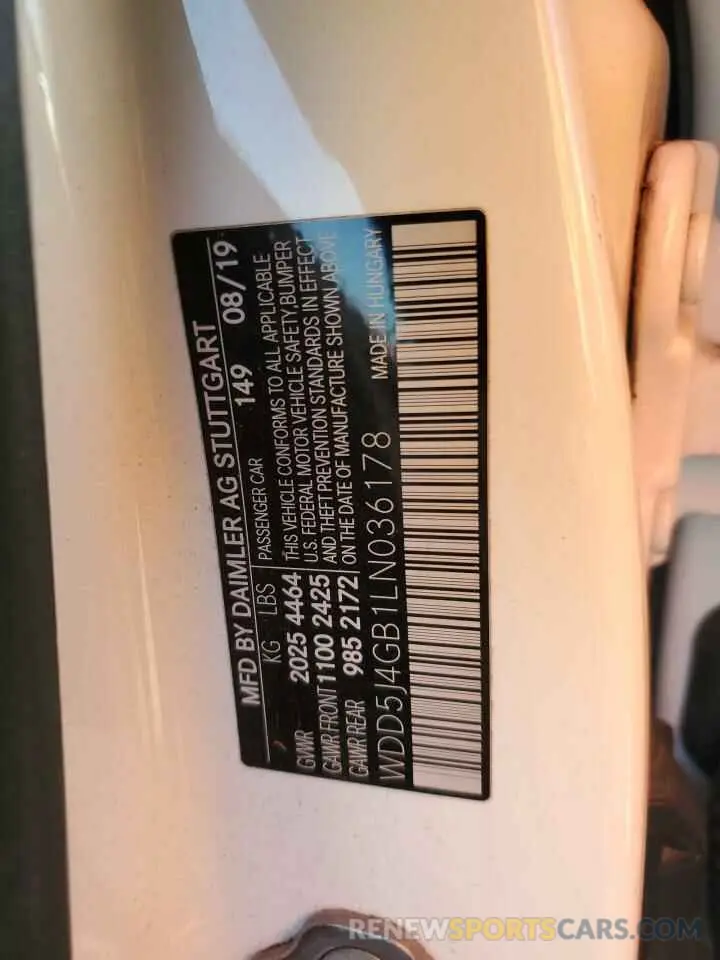 MFD BY DAIMLER AG STUTTGART
149 08/19
KG LBS PASSENGER CAR
GVWR 2025 4464 THIS VEHICLE CONFORMS TO ALL APPLICABLE
GAWR FRONT 1100 2425 U.S. FEDERAL MOTOR VEHICLE SAFETY, BUMPER
GAWR REAR 985 2172 AND THEFT PREVENTION STANDARDS IN EFFECT
ON THE DATE OF MANUFACTURE SHOWN ABOVE
WDD5J4GB1LN036178 MADE IN HUNGARY
RENEWSPORTSCARS.COM